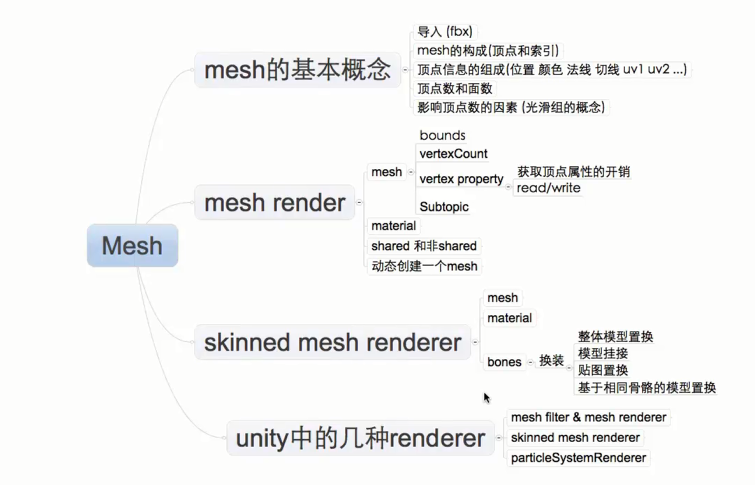 Mesh
mesh的基本概念
导入 (fbx)
mesh的构成(顶点和索引)
顶点信息的组成(位置 颜色 法线 切线 uv1 uv2 ...)
顶点数和面数
影响顶点数的因素 (光滑组的概念)
mesh render
mesh
bounds
vertexCount
vertex property
获取顶点属性的开销
read/write
Subtopic
material
shared 和非shared
动态创建一个mesh
skinned mesh renderer
mesh
material
bones
换装
整体模型置换
模型挂接
贴图置换
基于相同骨骼的模型置换
unity中的几种renderer
mesh filter & mesh renderer
skinned mesh renderer
particleSystemRenderer